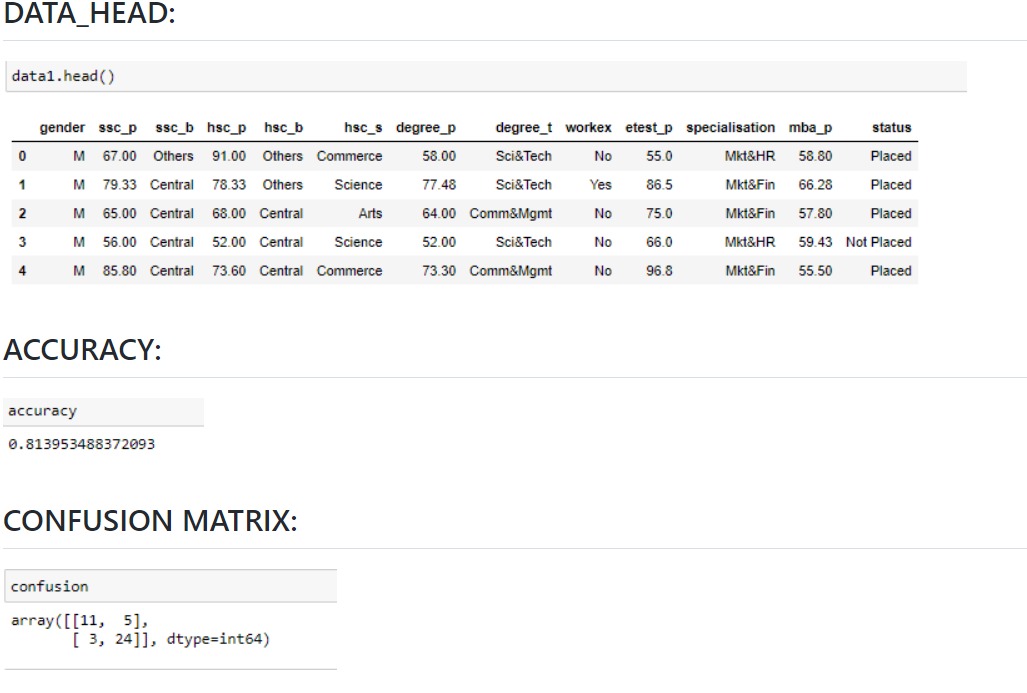 DATA_HEAD:
data1.head()
gender ssc_p ssc_b hsc_p hsc_b hsc_s degree_p degree_t workex etest_p specialisation mba_p status
0 M 67.00 Others 91.00 Others Commerce 58.00 Sci&Tech No 55.0 Mkt&HR 58.80 Placed
1 M 79.33 Central 78.33 Others Science 77.48 Sci&Tech Yes 86.5 Mkt&Fin 66.28 Placed
2 M 65.00 Central 68.00 Central Arts 64.00 Comm&Mgmt No 75.0 Mkt&Fin 57.80 Placed
3 M 56.00 Central 52.00 Central Science 52.00 Sci&Tech No 66.0 Mkt&HR 59.43 Not Placed
4 M 85.80 Central 73.60 Central Commerce 73.30 Comm&Mgmt No 96.8 Mkt&Fin 55.50 Placed
ACCURACY:
accuracy
0.813953488372093
CONFUSION MATRIX:
confusion
array([[11, 5],
[ 3, 24]], dtype=int64)